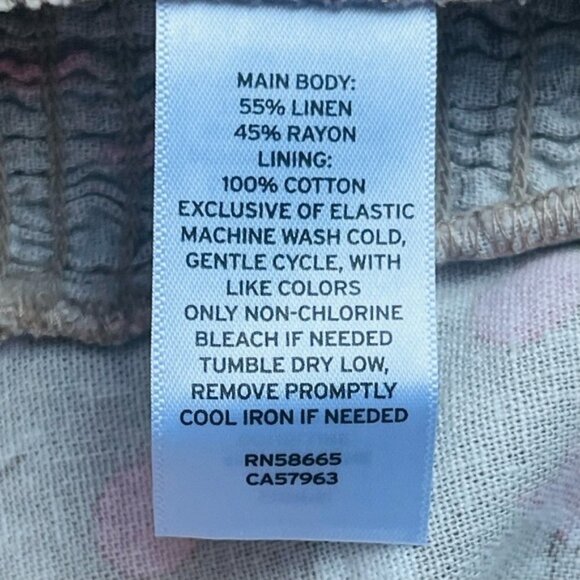 MAIN BODY:
55% LINEN
45% RAYON
LINING:
100% COTTON
EXCLUSIVE OF ELASTIC
MACHINE WASH COLD,
GENTLE CYCLE, WITH
LIKE COLORS
ONLY NON-CHLORINE
BLEACH IF NEEDED
TUMBLE DRY LOW,
REMOVE PROMPTLY
COOL IRON IF NEEDED
RN58665
CA57963